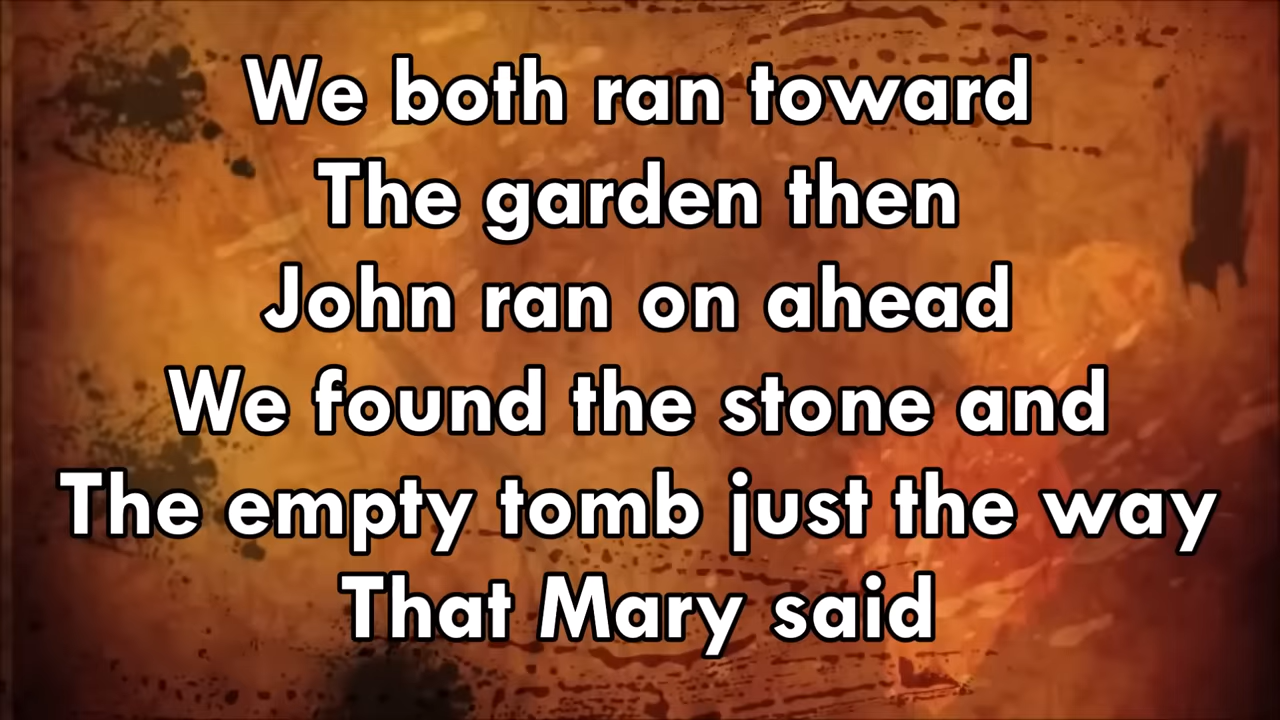 We both ran toward
The garden then
John ran on ahead
We found the stone and
The empty tomb just the way
That Mary said